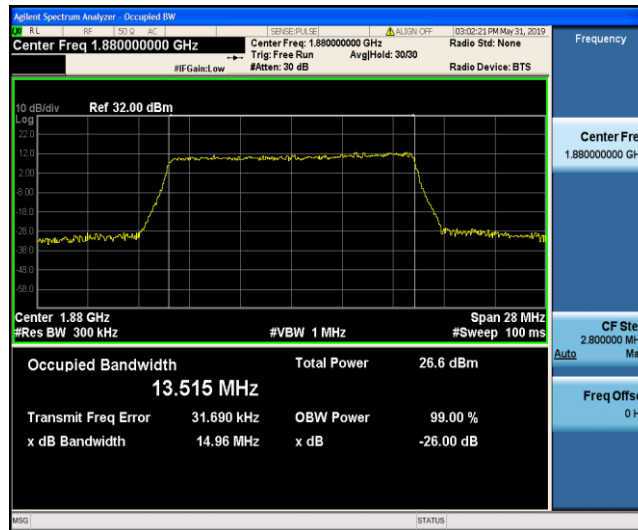 Agilent Spectrum Analyzer - Occupied BW
RL RF 50 Ω AC SENSE:PULSE ALIGN OFF 03:02:21 PM May 31, 2019
Center Freq 1.880000000 GHz
Center Freq: 1.880000000 GHz
Radio Std: None
Trig: Free Run Avg|Hold: 30/30
#IFGain:Low #Atten: 30 dB Radio Device: BTS
Frequency
10 dB/div Ref 32.00 dBm
Log
22.0
12.0
2.00
-8.00
-18.0
-28.0
-38.0
-48.0
-58.0
Center 1.88 GHz Span 28 MHz
#Res BW 300 kHz #VBW 1 MHz #Sweep 100 ms
Occupied Bandwidth Total Power 26.6 dBm
13.515 MHz
Transmit Freq Error 31.690 kHz OBW Power 99.00 %
x dB Bandwidth 14.96 MHz x dB -26.00 dB
Center Fre
1.880000000 GH
CF Ste
2.800000 MH
Auto Ma
Freq Offse
0 H
MSG STATUS